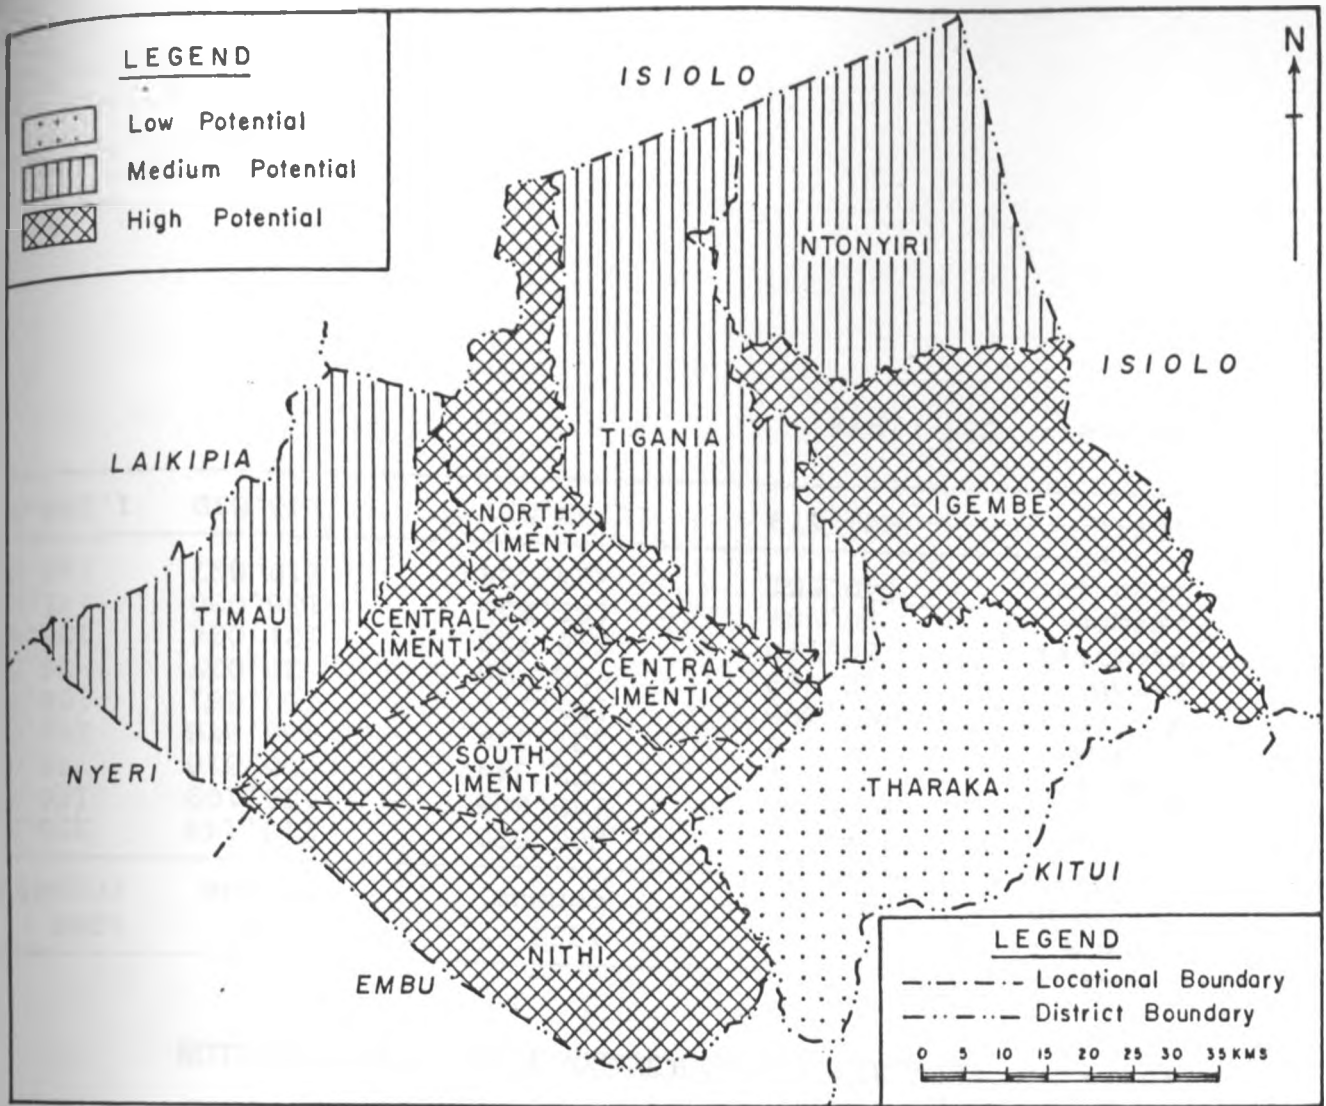 LEGEND
Low Potential
Medium Potential
High Potential
N
ISIOLO
NTONYIRI
ISIOLO
TIGANIA
LAIKIPIA
IGEMBE
NORTH
IMENTI
TIMAU
CENTRAL
IMENTI
CENTRAL
IMENTI
SOUTH
IMENTI
NYERI
THARAKA
KITUI
NITHI
EMBU
LEGEND
Locational Boundary
District Boundary
0 5 10 15 20 25 30 35 KMS